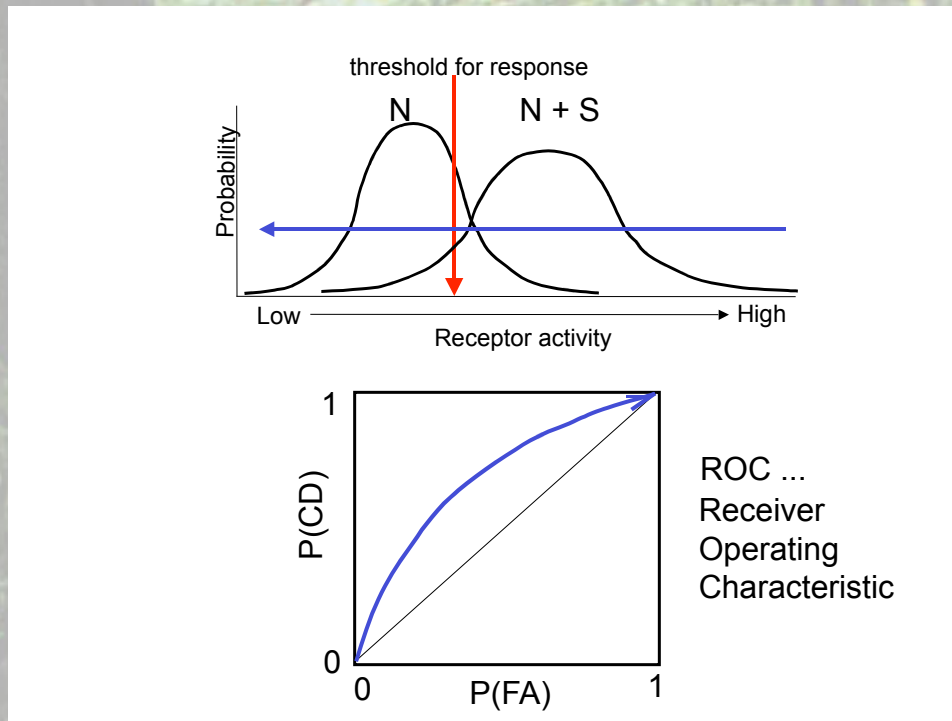 threshold for response
N
N + S
Probability
Low
High
Receptor activity
1
P(CD)
0
0
P(FA)
1
ROC ...
Receiver
Operating
Characteristic